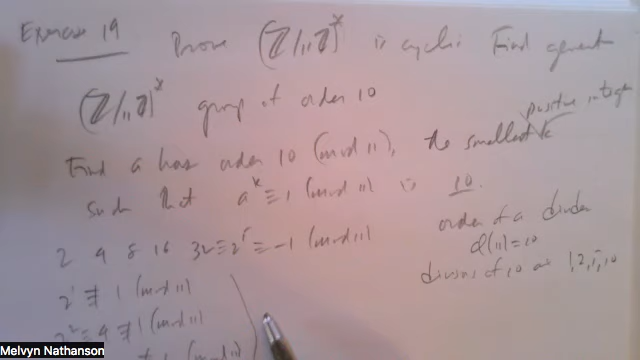 Exercise 19 Prove (Z/11Z)^x is cyclic Find generator
(Z/11Z)^x group of order 10
Find a has order 10 (mod 11), the smallest positive integer k
such that a^k ≡ 1 (mod 11) is 10.
2 4 8 16 32 ≡ 2^5 ≡ -1 (mod 11)
order of a divides
φ(11) = 10
divisors of 10 are 1, 2, 5, 10
2^1 ≢ 1 (mod 11)
2^2 ≡ 4 ≢ 1 (mod 11)
(mod 11)
Melvyn Nathanson